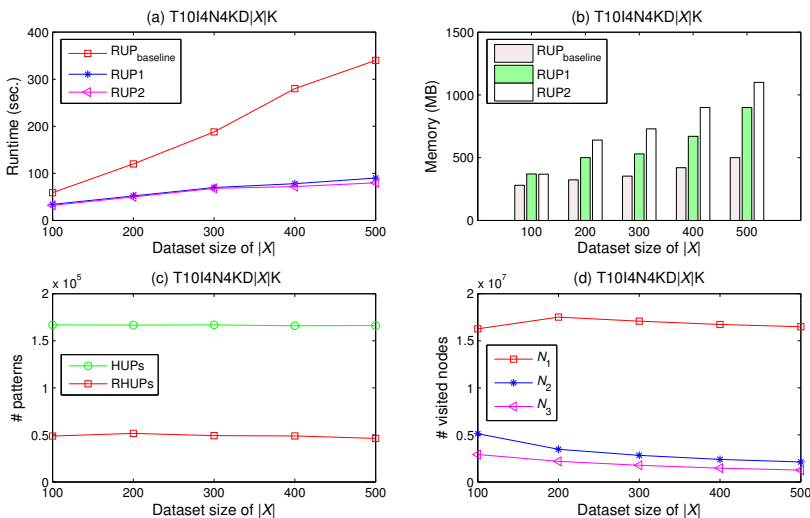 (a) T10I4N4KD|X|K
400
300
200
100
0
Runtime (sec.)
RUPbaseline
RUP1
RUP2
100 200 300 400 500
Dataset size of |X|
(b) T10I4N4KD|X|K
1500
1000
500
0
Memory (MB)
RUPbaseline
RUP1
RUP2
100 200 300 400 500
Dataset size of |X|
(c) T10I4N4KD|X|K
x 10^5
2
1.5
1
0.5
0
# patterns
HUPs
RHUPs
100 200 300 400 500
Dataset size of |X|
(d) T10I4N4KD|X|K
x 10^7
2
1.5
1
0.5
0
# visited nodes
N1
N2
N3
100 200 300 400 500
Dataset size of |X|